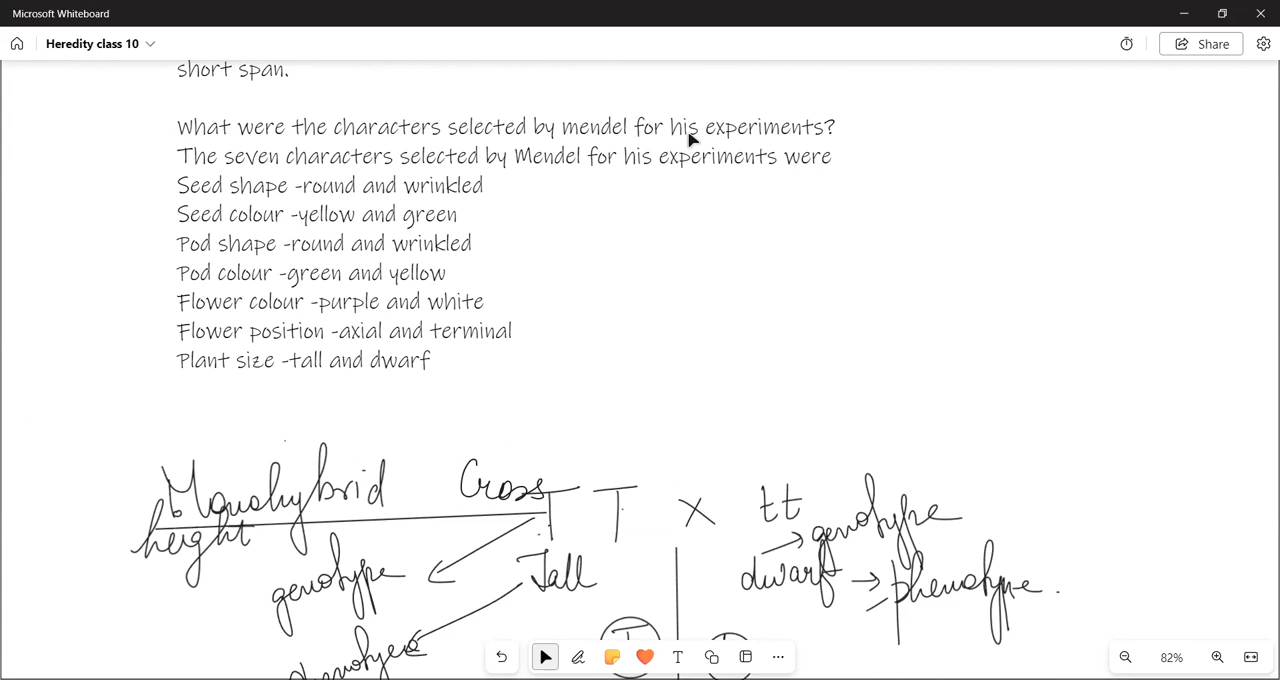 Microsoft Whiteboard
Heredity class 10
Share
short span.
What were the characters selected by mendel for his experiments?
The seven characters selected by Mendel for his experiments were
Seed shape -round and wrinkled
Seed colour -yellow and green
Pod shape -round and wrinkled
Pod colour -green and yellow
Flower colour -purple and white
Flower position -axial and terminal
Plant size -tall and dwarf
Monohybrid Cross
TT × tt
height
genotype
genotype Tall dwarf → phenotype.
T
82%